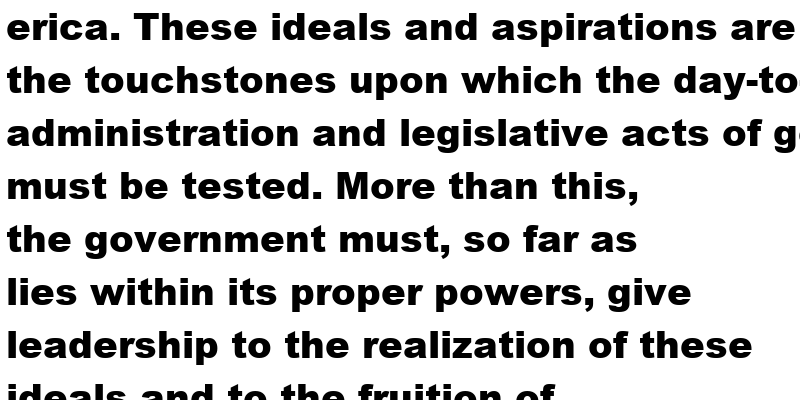 erica. These ideals and aspirations are
the touchstones upon which the day-to
administration and legislative acts of g
must be tested. More than this,
the government must, so far as
lies within its proper powers, give
leadership to the realization of these
ideals and to the fruition of